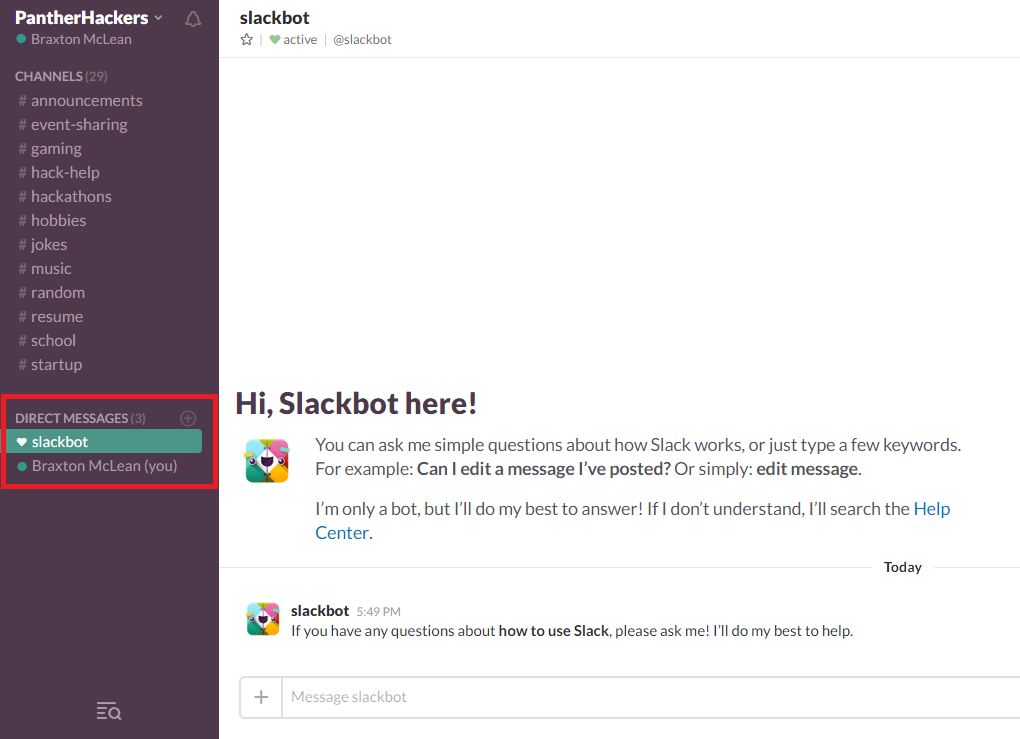 PantherHackers
Braxton McLean
CHANNELS (29)
# announcements
# event-sharing
# gaming
# hack-help
# hackathons
# hobbies
# jokes
# music
# random
# resume
# school
# startup
DIRECT MESSAGES (3)
slackbot
Braxton McLean (you)
slackbot
active | @slackbot
Hi, Slackbot here!
You can ask me simple questions about how Slack works, or just type a few keywords.
For example: Can I edit a message I've posted? Or simply: edit message.
I'm only a bot, but I'll do my best to answer! If I don't understand, I'll search the Help
Center.
Today
slackbot 5:49 PM
If you have any questions about how to use Slack, please ask me! I'll do my best to help.
Message slackbot